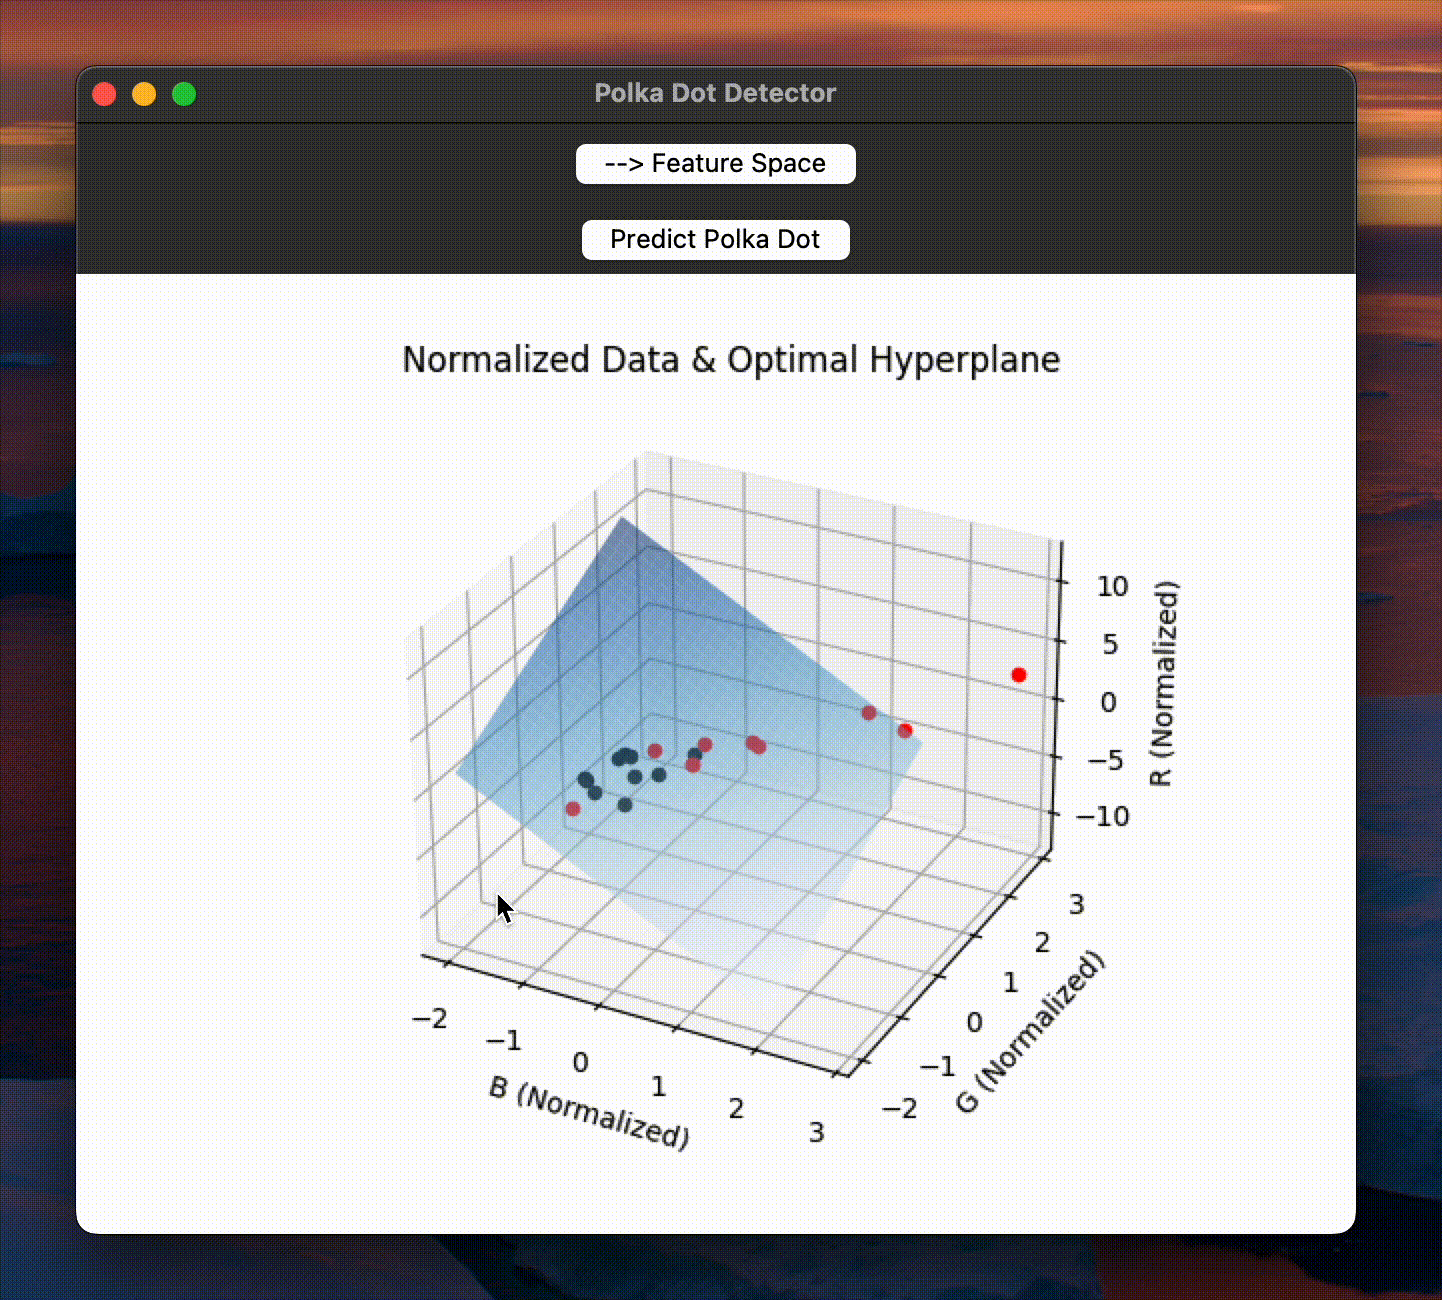 Polka Dot Detector
--> Feature Space
Predict Polka Dot
Normalized Data & Optimal Hyperplane
10
5
0
−5
−10
R (Normalized)
3
2
1
0
−1
−2
G (Normalized)
−2
−1
0
1
2
3
B (Normalized)